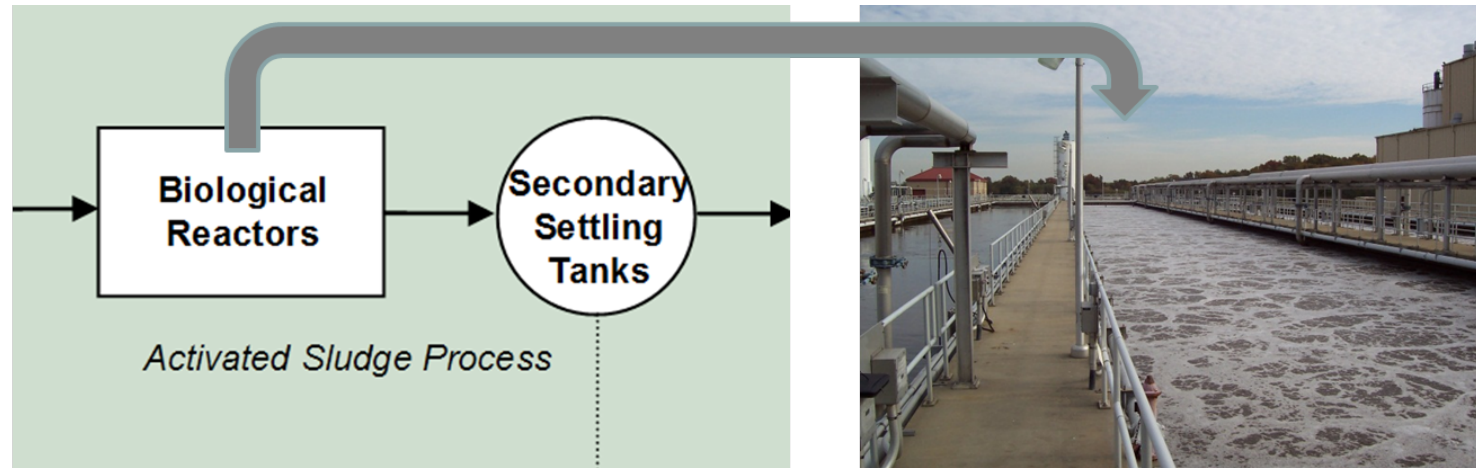 Biological
Reactors
Secondary
Settling
Tanks
Activated Sludge Process